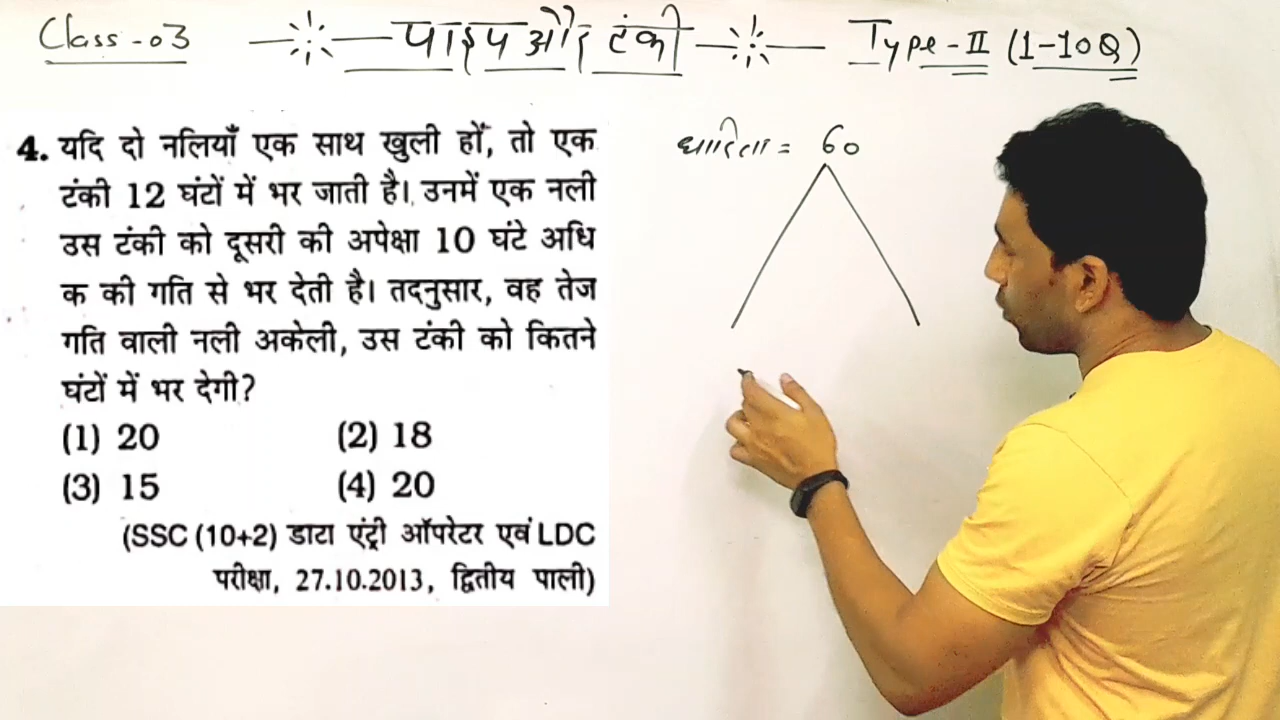 Class-03 पाइप और टंकी Type-II (1-10Q)
4. यदि दो नलियाँ एक साथ खुली हों, तो एक
टंकी 12 घंटों में भर जाती है। उनमें एक नली
उस टंकी को दूसरी की अपेक्षा 10 घंटे अधि
क की गति से भर देती है। तदनुसार, वह तेज
गति वाली नली अकेली, उस टंकी को कितने
घंटों में भर देगी?
(1) 20 (2) 18
(3) 15 (4) 20
(SSC (10+2) डाटा एंट्री ऑपरेटर एवं LDC
परीक्षा, 27.10.2013, द्वितीय पाली)
धारिता = 60